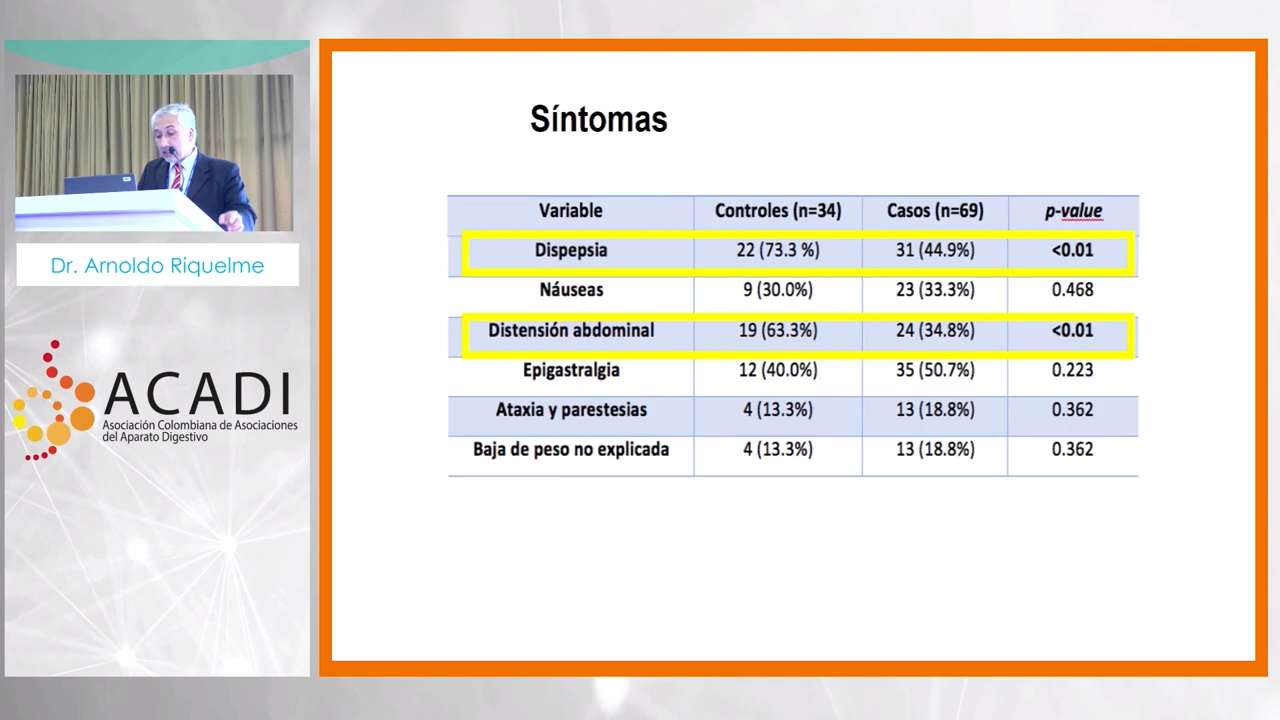 Dr. Arnoldo Riquelme
ACADI
Asociación Colombiana de Asociaciones
del Aparato Digestivo
Síntomas
Variable Controles (n=34) Casos (n=69) p-value
Dispepsia 22 (73.3 %) 31 (44.9%) <0.01
Náuseas 9 (30.0%) 23 (33.3%) 0.468
Distensión abdominal 19 (63.3%) 24 (34.8%) <0.01
Epigastralgia 12 (40.0%) 35 (50.7%) 0.223
Ataxia y parestesias 4 (13.3%) 13 (18.8%) 0.362
Baja de peso no explicada 4 (13.3%) 13 (18.8%) 0.362